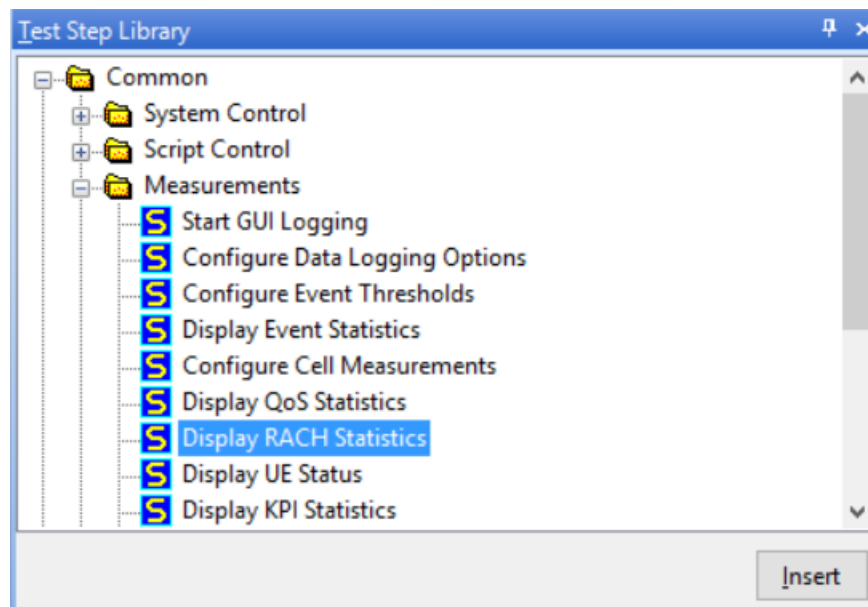 Test Step Library
Common
System Control
Script Control
Measurements
Start GUI Logging
Configure Data Logging Options
Configure Event Thresholds
Display Event Statistics
Configure Cell Measurements
Display QoS Statistics
Display RACH Statistics
Display UE Status
Display KPI Statistics
Insert